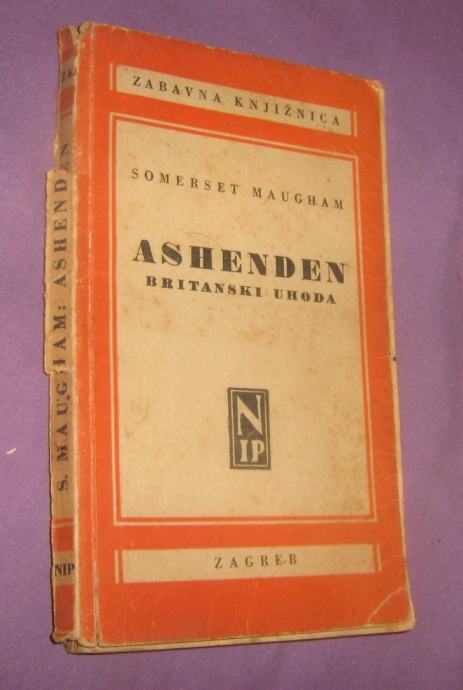 ZABAVNA KNJIŽNICA
SOMERSET MAUGHAM
ASHENDEN
BRITANSKI UHODA
N
IP
ZAGREB
S. MAUGHAM: ASHENDEN
NIP